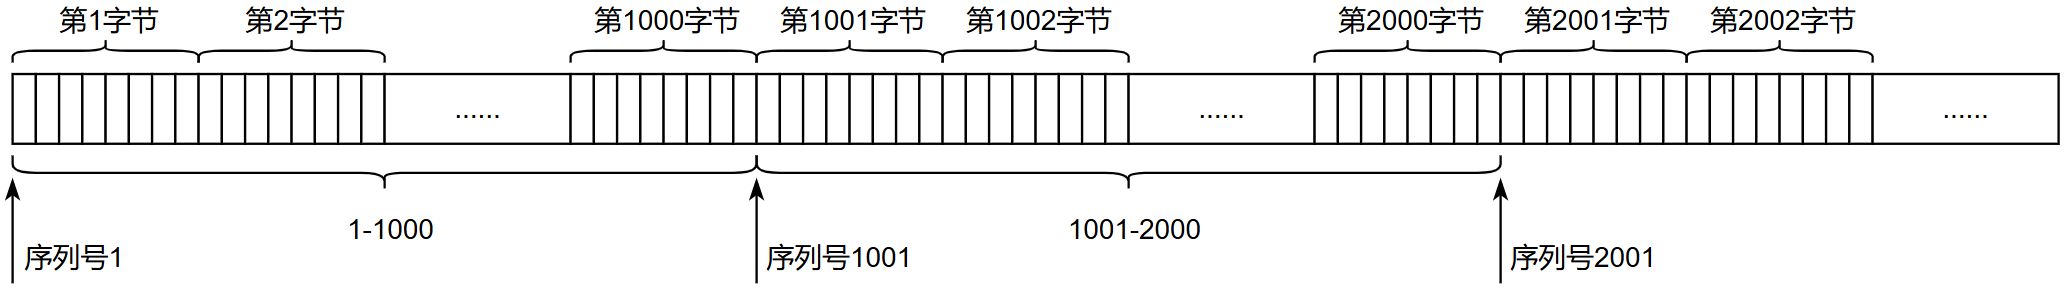 第1字节 第2字节 第1000字节 第1001字节 第1002字节 第2000字节 第2001字节 第2002字节
...... ...... ......
1-1000 1001-2000
序列号1 序列号1001 序列号2001